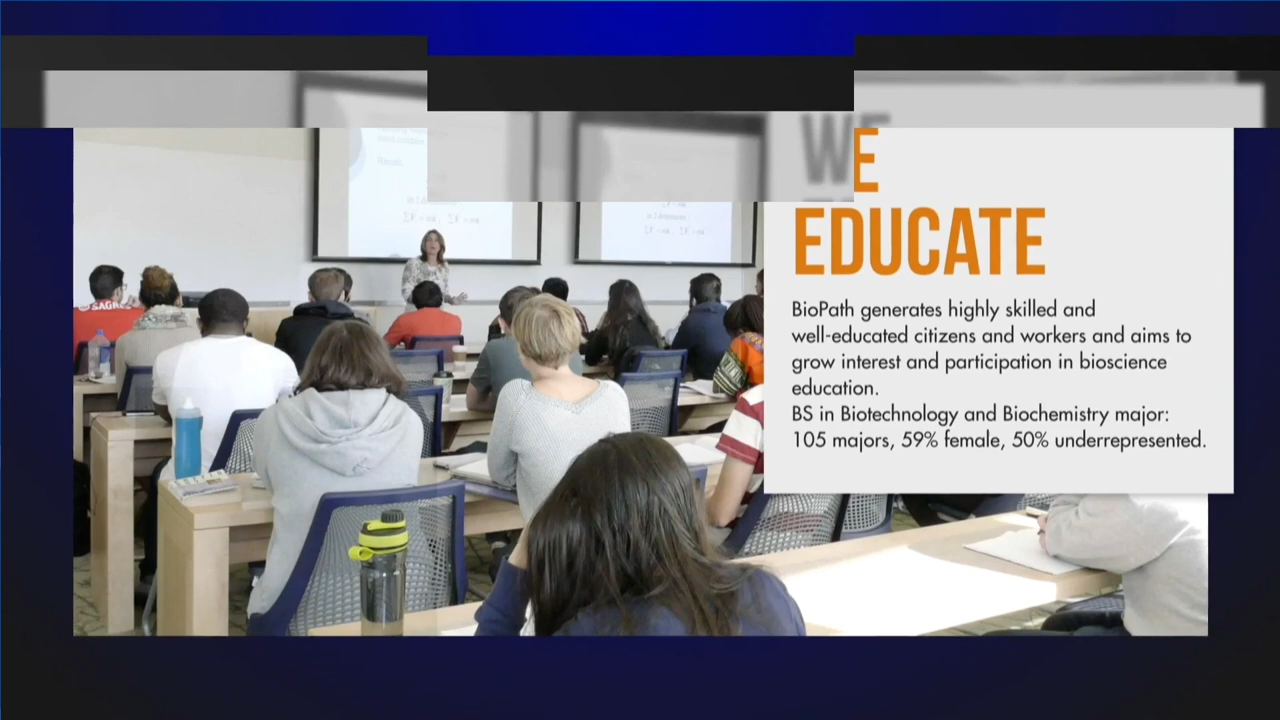 WE
EDUCATE
BioPath generates highly skilled and
well-educated citizens and workers and aims to
grow interest and participation in bioscience
education.
BS in Biotechnology and Biochemistry major:
105 majors, 59% female, 50% underrepresented.